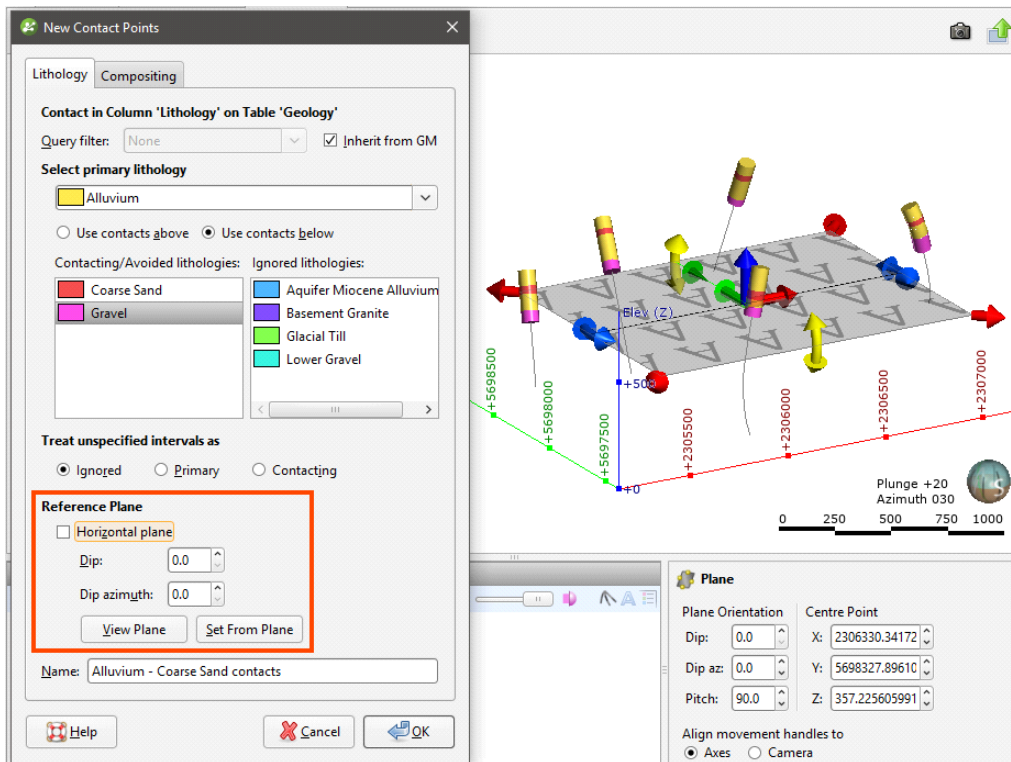 New Contact Points
Lithology Compositing
Contact in Column 'Lithology' on Table 'Geology'
Query filter: None Inherit from GM
Select primary lithology
Alluvium
Use contacts above Use contacts below
Contacting/Avoided lithologies: Ignored lithologies:
Coarse Sand Aquifer Miocene Alluvium
Gravel Basement Granite
Glacial Till
Lower Gravel
Treat unspecified intervals as
Ignored Primary Contacting
Reference Plane
Horizontal plane
Dip: 0.0
Dip azimuth: 0.0
View Plane Set From Plane
Name: Alluvium - Coarse Sand contacts
Help Cancel OK
Elev (Z)
+500
+0
+5698500
+5698000
+5697500
+2305500
+2306000
+2306500
+2307000
Plunge +20
Azimuth 030
S
0 250 500 750 1000
Plane
Plane Orientation Centre Point
Dip: 0.0 X: 2306330.34172
Dip az: 0.0 Y: 5698327.89610
Pitch: 90.0 Z: 357.225605991
Align movement handles to
Axes Camera